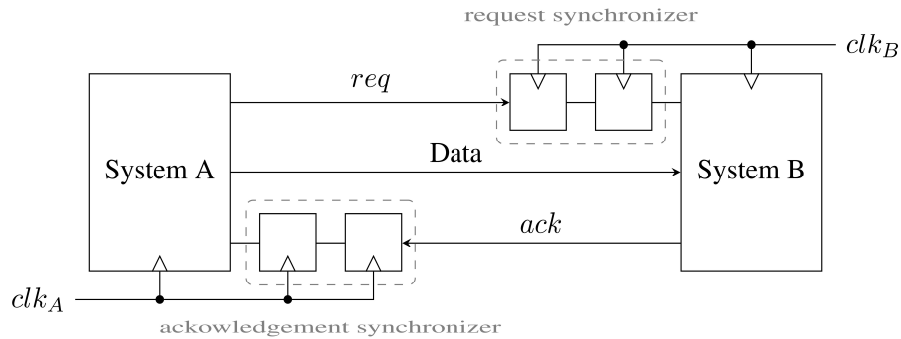 request synchronizer
clk_B
req
System A
Data
System B
ack
clk_A
ackowledgement synchronizer